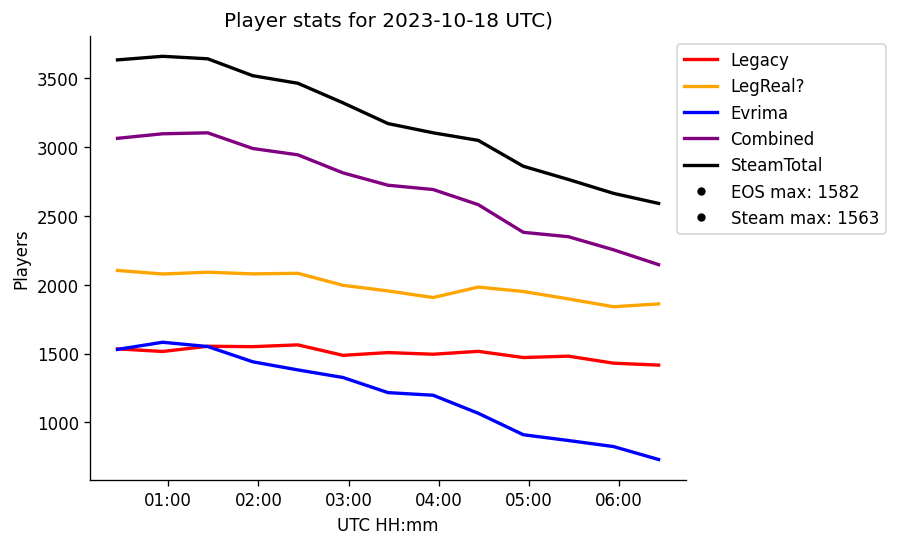 Player stats for 2023-10-18 UTC)
3500
3000
2500
2000
1500
1000
Players
01:00
02:00
03:00
04:00
05:00
06:00
UTC HH:mm
Legacy
LegReal?
Evrima
Combined
SteamTotal
EOS max: 1582
Steam max: 1563